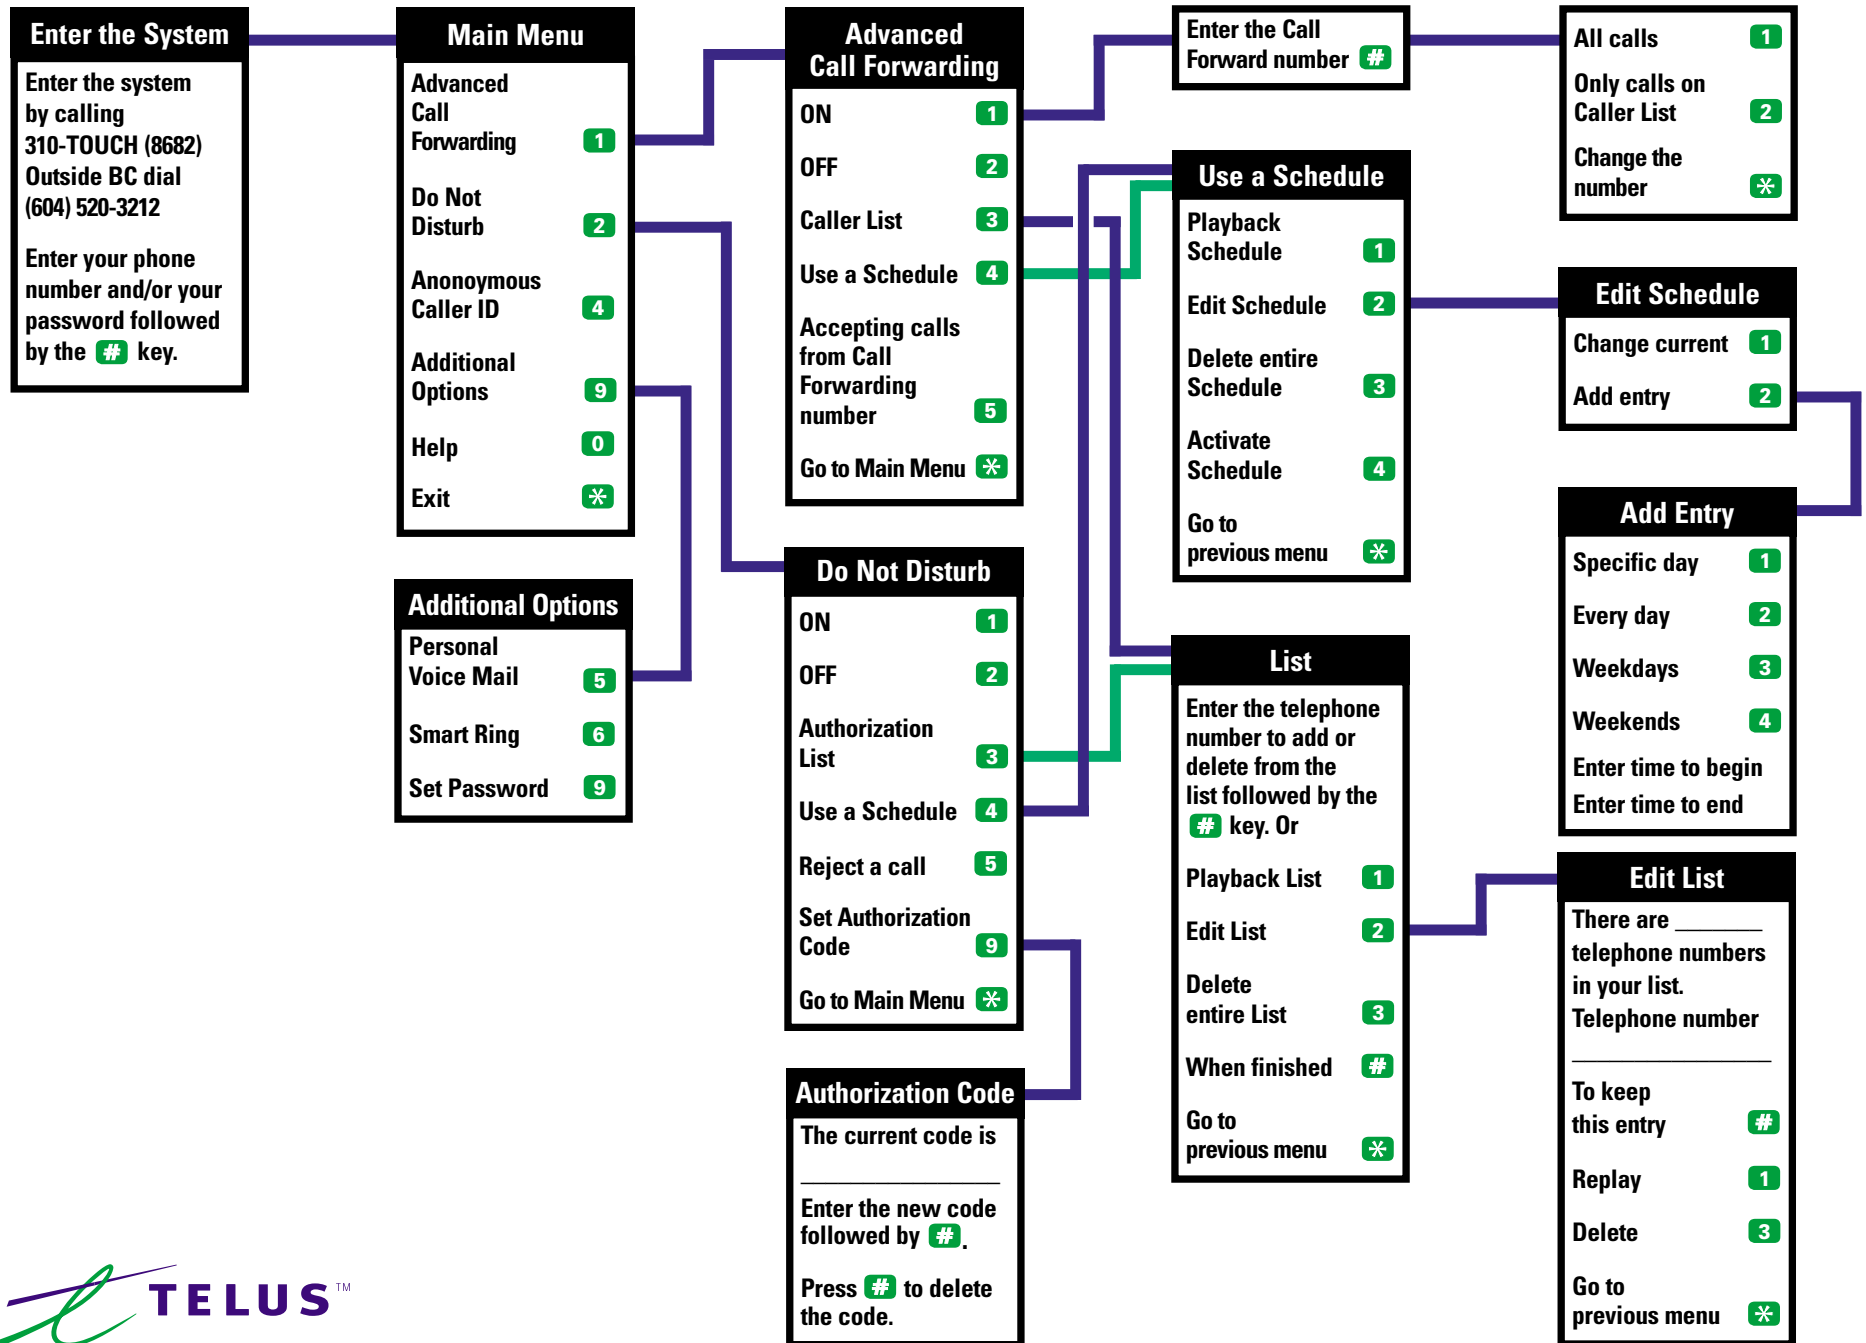 Enter the System
Enter the system
by calling
310-TOUCH (8682)
Outside BC dial
(604) 520-3212
Enter your phone
number and/or your
password followed
by the # key.
Main Menu
Advanced
Call
Forwarding 1
Do Not
Disturb 2
Anonoymous
Caller ID 4
Additional
Options 9
Help 0
Exit *
Additional Options
Personal
Voice Mail 5
Smart Ring 6
Set Password 9
Advanced
Call Forwarding
ON 1
OFF 2
Caller List 3
Use a Schedule 4
Accepting calls
from Call
Forwarding
number 5
Go to Main Menu *
Do Not Disturb
ON 1
OFF 2
Authorization
List 3
Use a Schedule 4
Reject a call 5
Set Authorization
Code 9
Go to Main Menu *
Authorization Code
The current code is
________________
Enter the new code
followed by #.
Press # to delete
the code.
Enter the Call
Forward number #
Use a Schedule
Playback
Schedule 1
Edit Schedule 2
Delete entire
Schedule 3
Activate
Schedule 4
Go to
previous menu *
List
Enter the telephone
number to add or
delete from the
list followed by the
# key. Or
Playback List 1
Edit List 2
Delete
entire List 3
When finished #
Go to
previous menu *
All calls 1
Only calls on
Caller List 2
Change the
number *
Edit Schedule
Change current 1
Add entry 2
Add Entry
Specific day 1
Every day 2
Weekdays 3
Weekends 4
Enter time to begin
Enter time to end
Edit List
There are _______
telephone numbers
in your list.
Telephone number
________________
To keep
this entry #
Replay 1
Delete 3
Go to
previous menu *
TELUS™